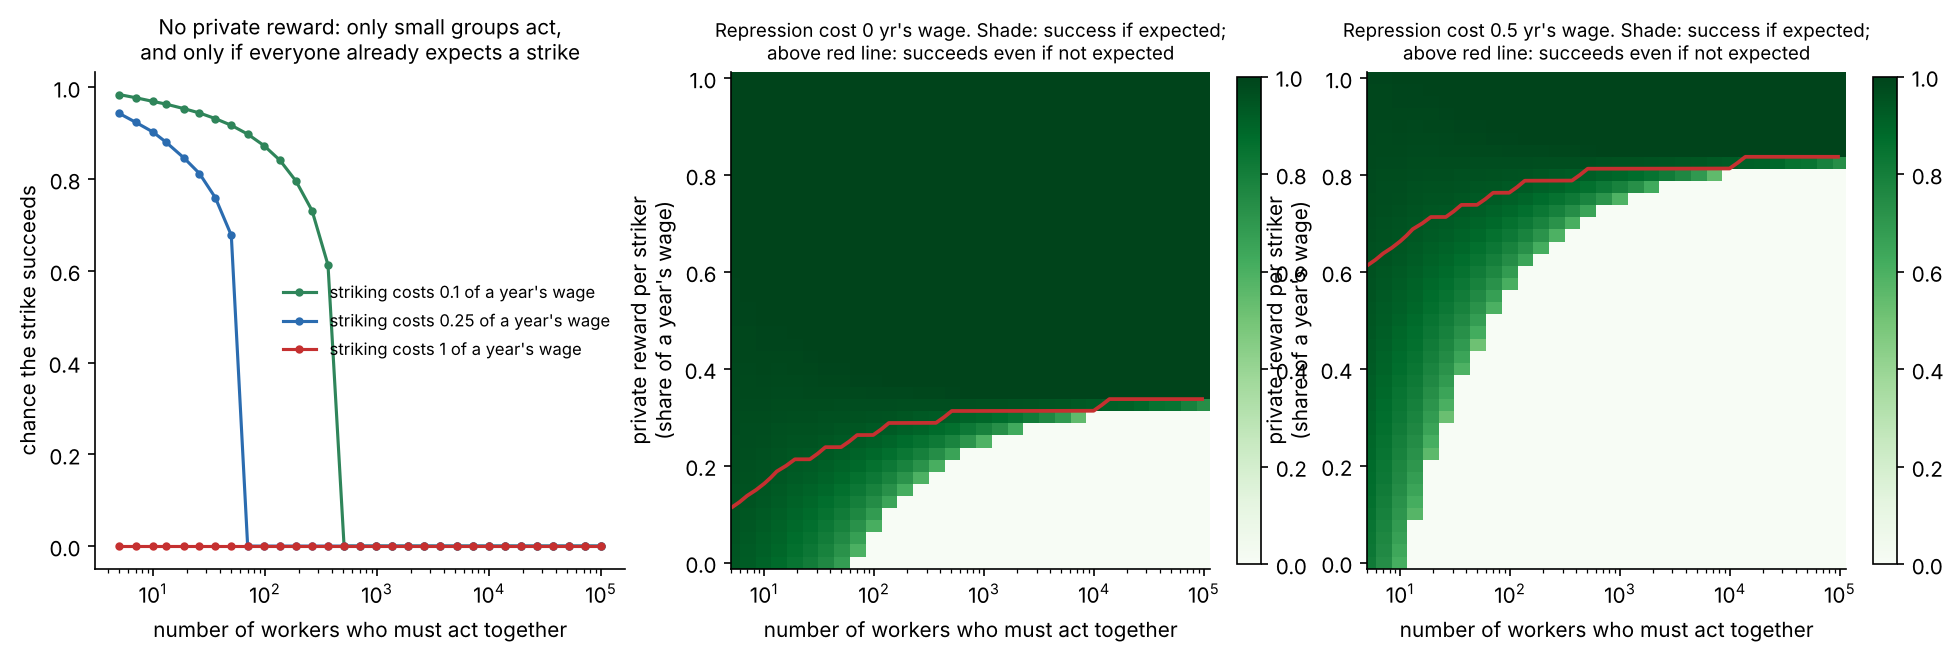 No private reward: only small groups act,
and only if everyone already expects a strike
chance the strike succeeds
1.0
0.8
0.6
0.4
0.2
0.0
striking costs 0.1 of a year's wage
striking costs 0.25 of a year's wage
striking costs 1 of a year's wage
10¹
10²
10³
10⁴
10⁵
number of workers who must act together
Repression cost 0 yr's wage. Shade: success if expected;
above red line: succeeds even if not expected
private reward per striker
(share of a year's wage)
1.0
0.8
0.6
0.4
0.2
0.0
10¹
10²
10³
10⁴
10⁵
number of workers who must act together
1.0
0.8
0.6
0.4
0.2
0.0
Repression cost 0.5 yr's wage. Shade: success if expected;
above red line: succeeds even if not expected
private reward per striker
(share of a year's wage)
1.0
0.8
0.6
0.4
0.2
0.0
10¹
10²
10³
10⁴
10⁵
number of workers who must act together
1.0
0.8
0.6
0.4
0.2
0.0